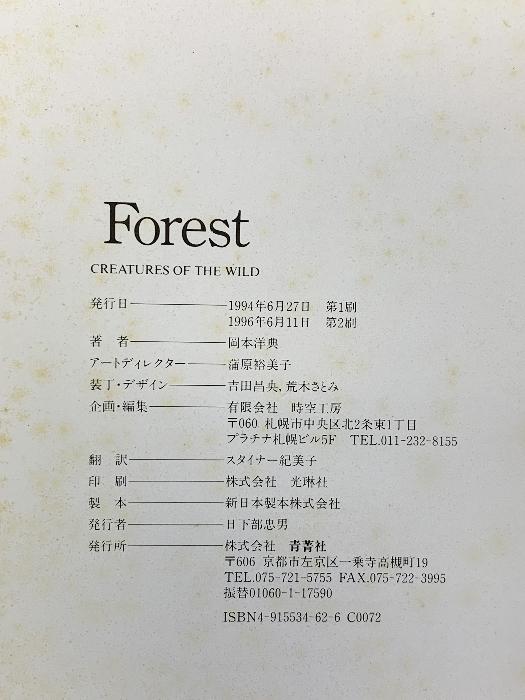 Forest
CREATURES OF THE WILD
発行日――――――1994年6月27日 第1刷
1996年6月11日 第2刷
著 者――――――岡本洋典
アートディレクター――――蒲原裕美子
装丁・デザイン――――吉田昌央, 荒木さとみ
企画・編集――――――有限会社 時空工房
〒060 札幌市中央区北2条東1丁目
プラチナ札幌ビル5F TEL.011-232-8155
翻 訳――――――スタイナー紀美子
印 刷――――――株式会社 光琳社
製 本――――――新日本製本株式会社
発行者――――――日下部忠男
発行所――――――株式会社 青菁社
〒606 京都市左京区一乗寺高槻町19
TEL.075-721-5755 FAX.075-722-3995
振替01060-1-17590
ISBN4-915534-62-6 C0072